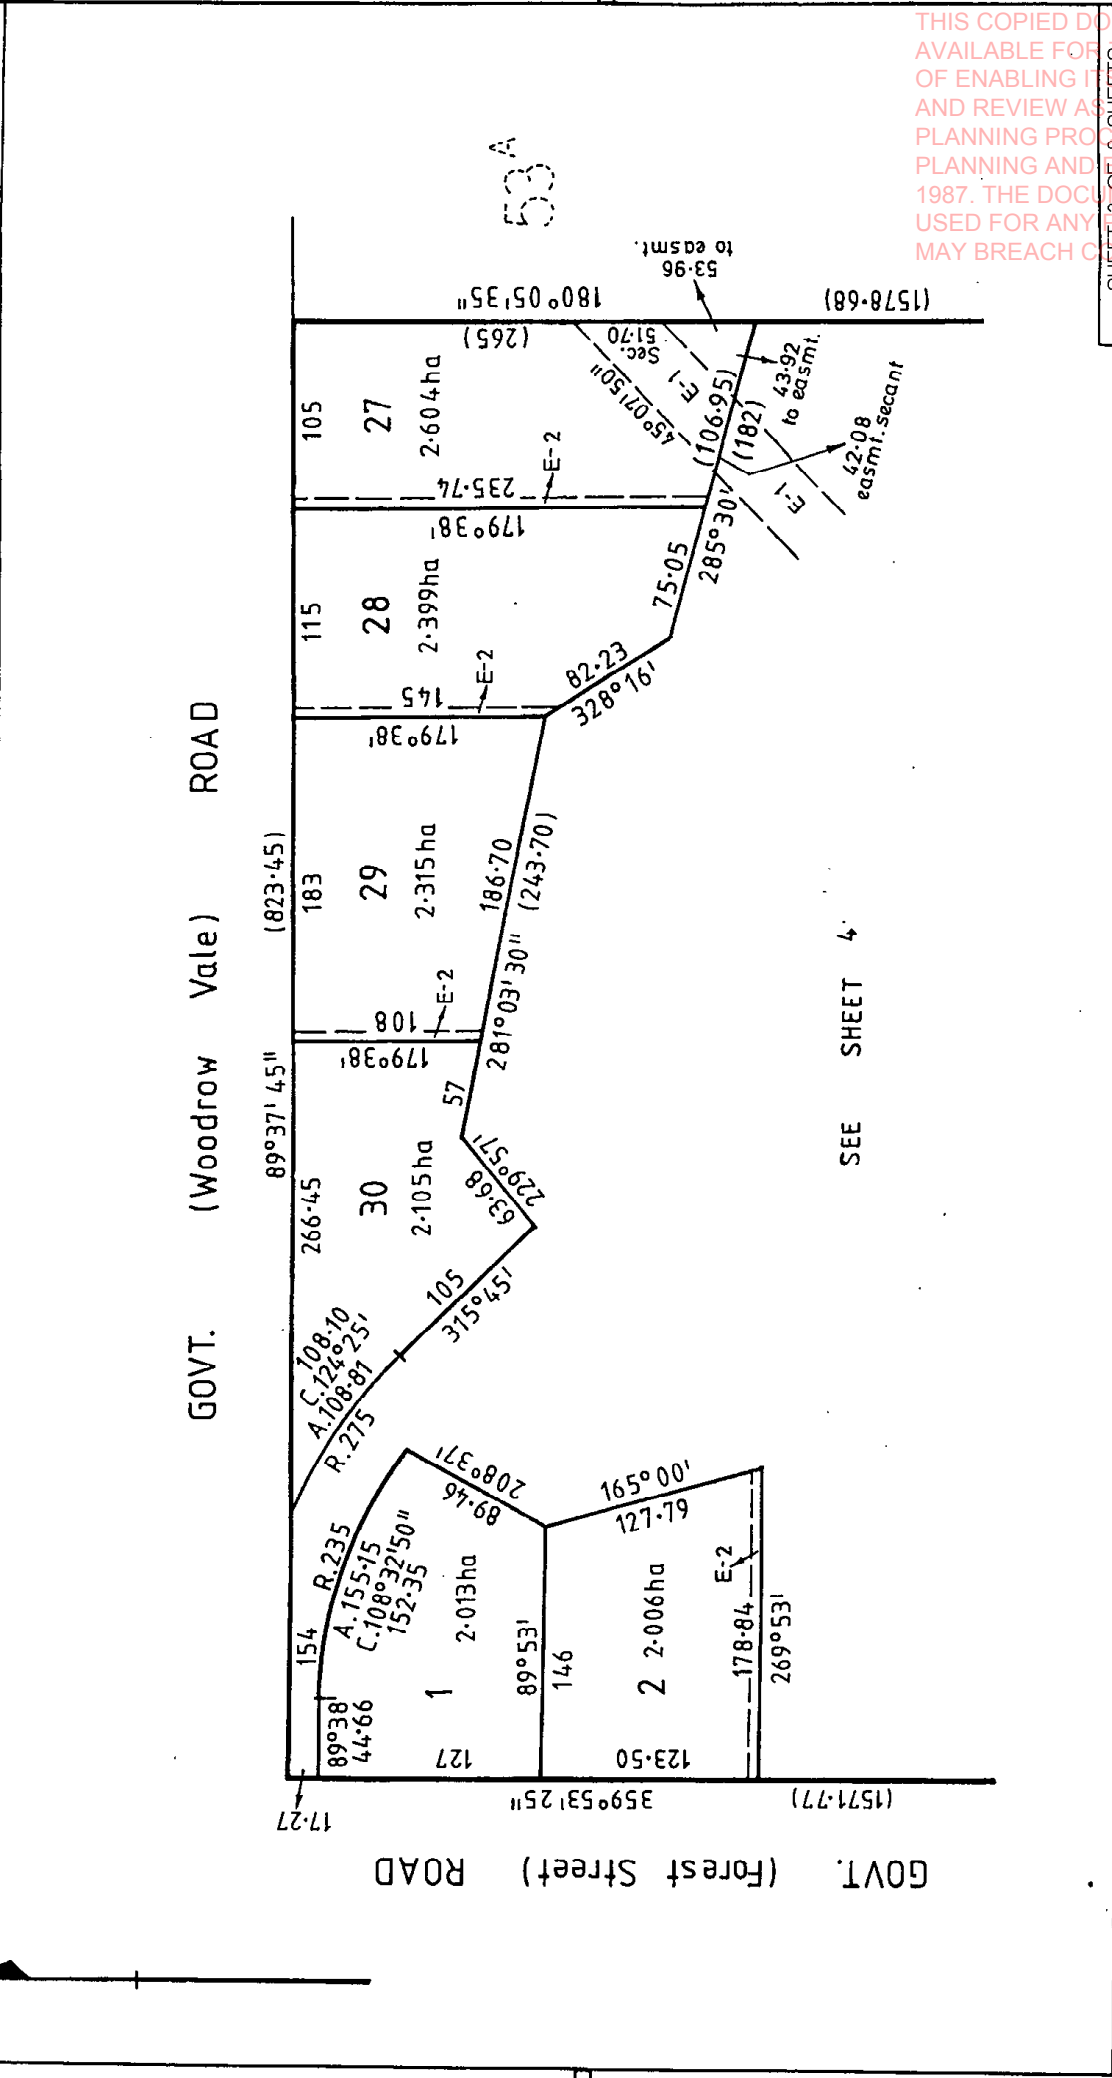 THIS COPIED DO
AVAILABLE FOR
OF ENABLING IT
AND REVIEW AS
PLANNING PROC
PLANNING AND
1987. THE DOCU
USED FOR ANY
MAY BREACH C
GOVT. (Woodrow Vale) ROAD
89°37'45" (823·45)
53A
180°05'35"
(265)
(1578·68)
53·96
to easmt.
105
27
2·604ha
235·74
179°38'
E-2
45°07'50"
E-1
Sec.
51·70
(106·95)
(182)
43·92
to easmt.
42·08
easmt. secant
E-1
285°30'
75·05
115
28
2·399ha
145
179°38'
E-2
82·23
328°16'
183
29
2·315ha
108
179°38'
E-2
186·70
(243·70)
281°03'30"
57
266·45
30
2·105ha
63·68
229°57'
105
315°45'
108·10
C.124°25'
A.108·81
R.275
154
R.235
A.155·15
C.108°32'50"
152·35
89°38'
44·66
17·27
1
2·013ha
127
89·46
208°37'
89°53'
146
2
2·006ha
123·50
165°00'
127·79
E-2
178·84
269°53'
359°53'25"
(1571·77)
GOVT. (Forest Street) ROAD
SEE SHEET 4